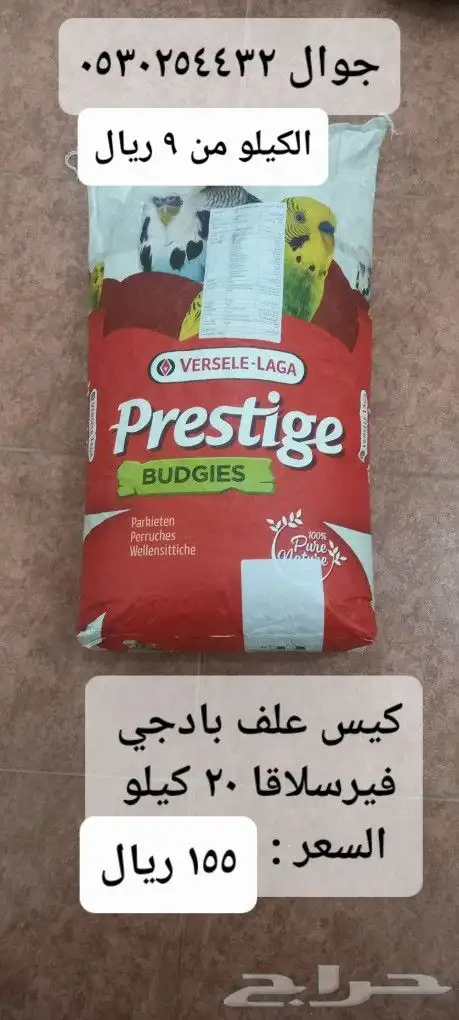 جوال ٠٥٣٠٢٥٤٤٣٢
الكيلو من ٩ ريال
VERSELE-LAGA
Prestige
BUDGIES
Parkieten
Perruches
Wellensittiche
100%
Pure
Nature
كيس علف بادجي
فيرسلاقا ٢٠ كيلو
السعر : ١٥٥ ريال
حراج